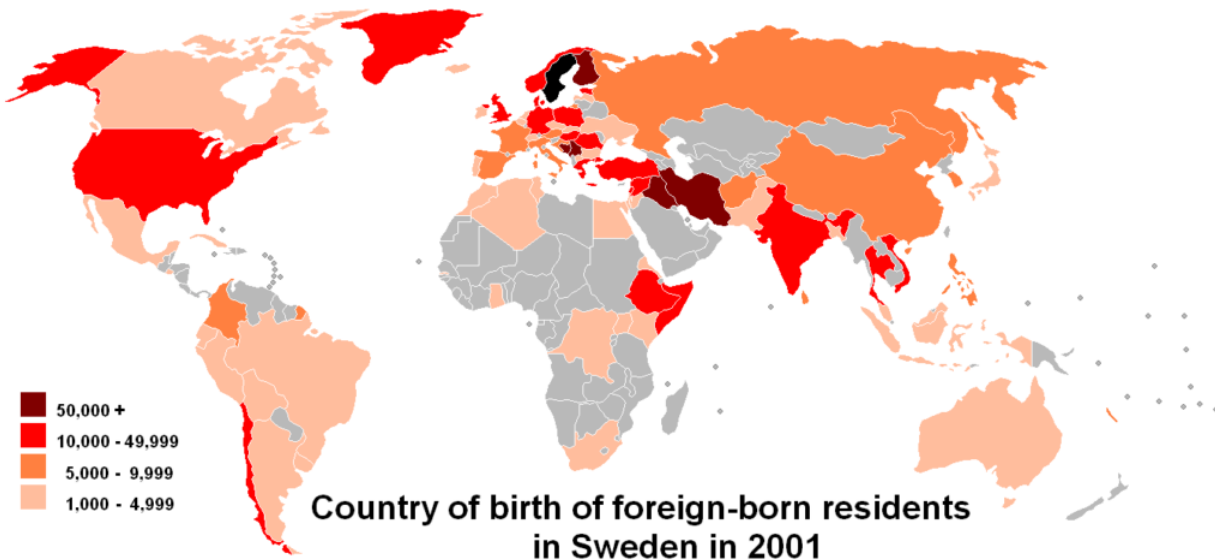 50,000 +
10,000 - 49,999
5,000 - 9,999
1,000 - 4,999
Country of birth of foreign-born residents
in Sweden in 2001